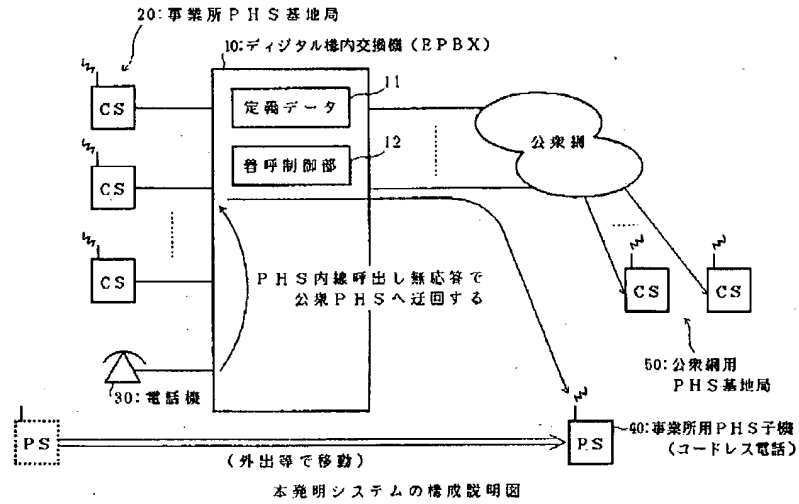 20:事業所PHS基地局
10:ディジタル構内交換機(EPBX)
CS
11
定義データ
公衆網
12
着呼制御部
CS
CS
PHS内線呼出し無応答で
公衆PHSへ迂回する
CS
CS
50:公衆網用
PHS基地局
30:電話機
PS
PS
40:事業所用PHS子機
(コードレス電話)
(外出等で移動)
本発明システムの構成説明図